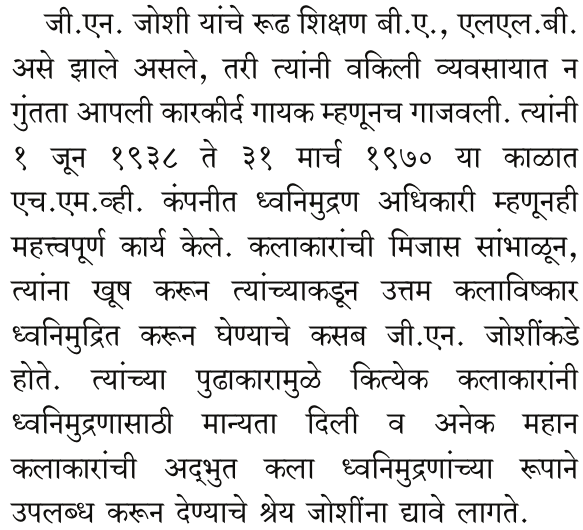 जी.एन. जोशी यांचे रूढ शिक्षण बी.ए., एलएल.बी.
असे झाले असले, तरी त्यांनी वकिली व्यवसायात न
गुंतता आपली कारकीर्द गायक म्हणूनच गाजवली. त्यांनी
१ जून १९३८ ते ३१ मार्च १९७० या काळात
एच.एम.व्ही. कंपनीत ध्वनिमुद्रण अधिकारी म्हणूनही
महत्त्वपूर्ण कार्य केले. कलाकारांची मिजास सांभाळून,
त्यांना खूष करून त्यांच्याकडून उत्तम कलाविष्कार
ध्वनिमुद्रित करून घेण्याचे कसब जी.एन. जोशींकडे
होते. त्यांच्या पुढाकारामुळे कित्येक कलाकारांनी
ध्वनिमुद्रणासाठी मान्यता दिली व अनेक महान
कलाकारांची अद्‌भुत कला ध्वनिमुद्रणांच्या रूपाने
उपलब्ध करून देण्याचे श्रेय जोशींना द्यावे लागते.